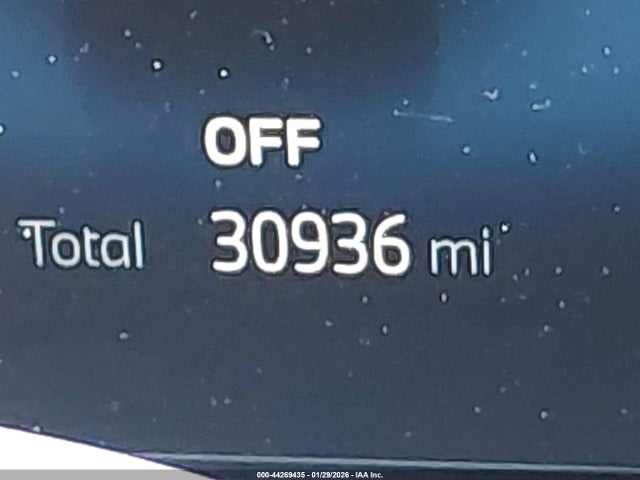 OFF
Total 30936 mi
000-44269435 - 01/29/2026 - IAA Inc.